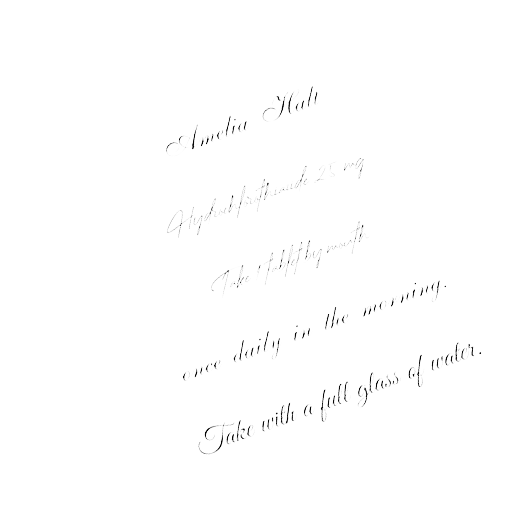 Amelia Hall
Hydrochlorothiazide 25 mg
Take 1 tablet by mouth
once daily in the morning.
Take with a full glass of water.